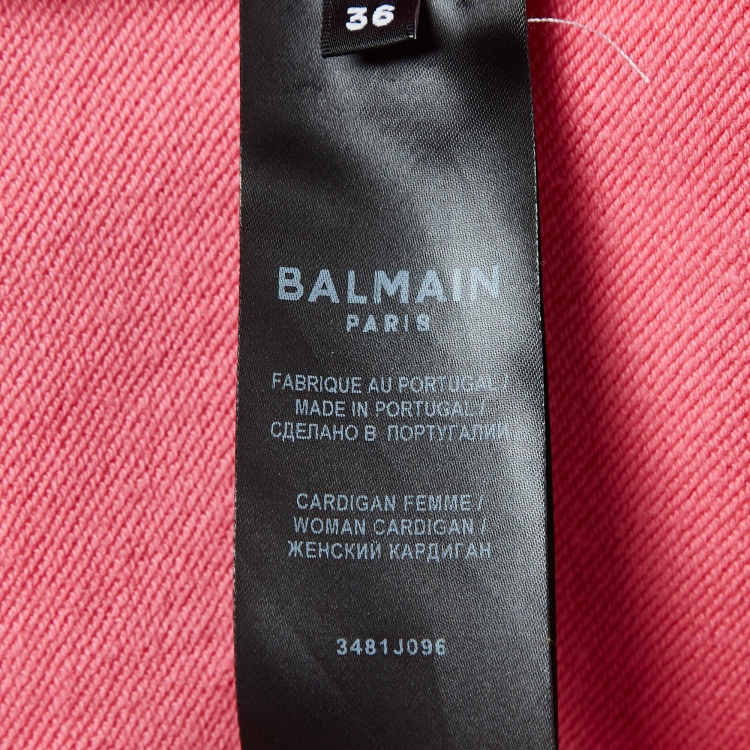 36
BALMAIN
PARIS
FABRIQUE AU PORTUGAL/
MADE IN PORTUGAL/
СДЕЛАНО В ПОРТУГАЛИИ
CARDIGAN FEMME/
WOMAN CARDIGAN/
ЖЕНСКИЙ КАРДИГАН
3481J096